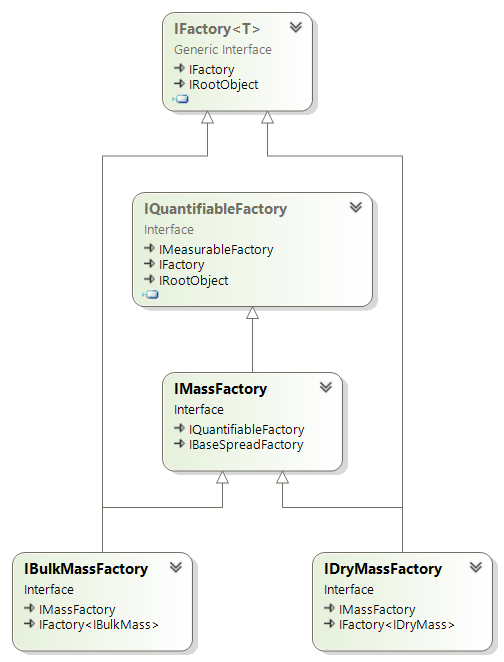 IFactory<T>
Generic Interface
IFactory
IRootObject
IQuantifiableFactory
Interface
IMeasurableFactory
IFactory
IRootObject
IMassFactory
Interface
IQuantifiableFactory
IBaseSpreadFactory
IBulkMassFactory
Interface
IMassFactory
IFactory<IBulkMass>
IDryMassFactory
Interface
IMassFactory
IFactory<IDryMass>